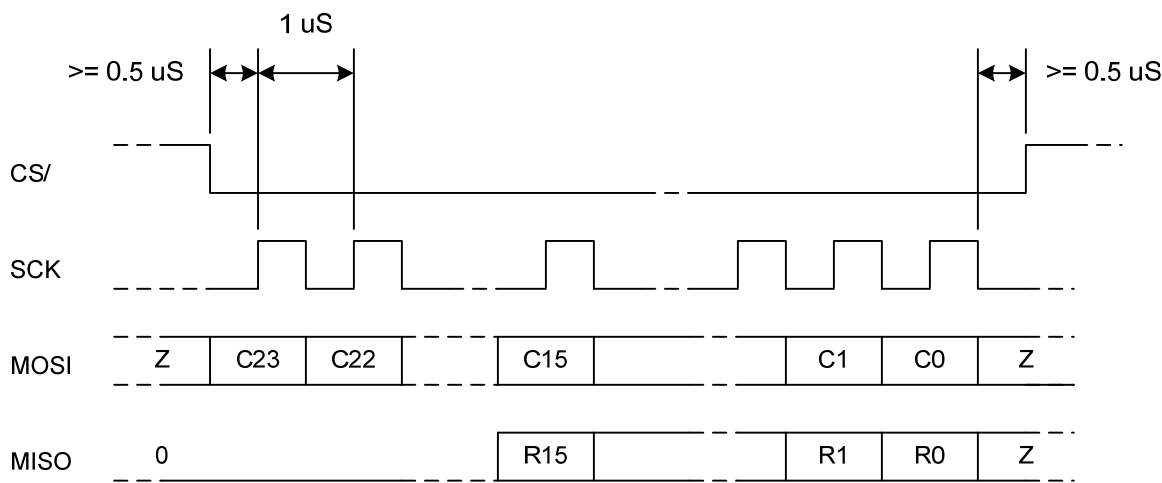 1 uS
>= 0.5 uS
>= 0.5 uS
CS/
SCK
MOSI Z C23 C22 C15 C1 C0 Z
MISO 0 R15 R1 R0 Z